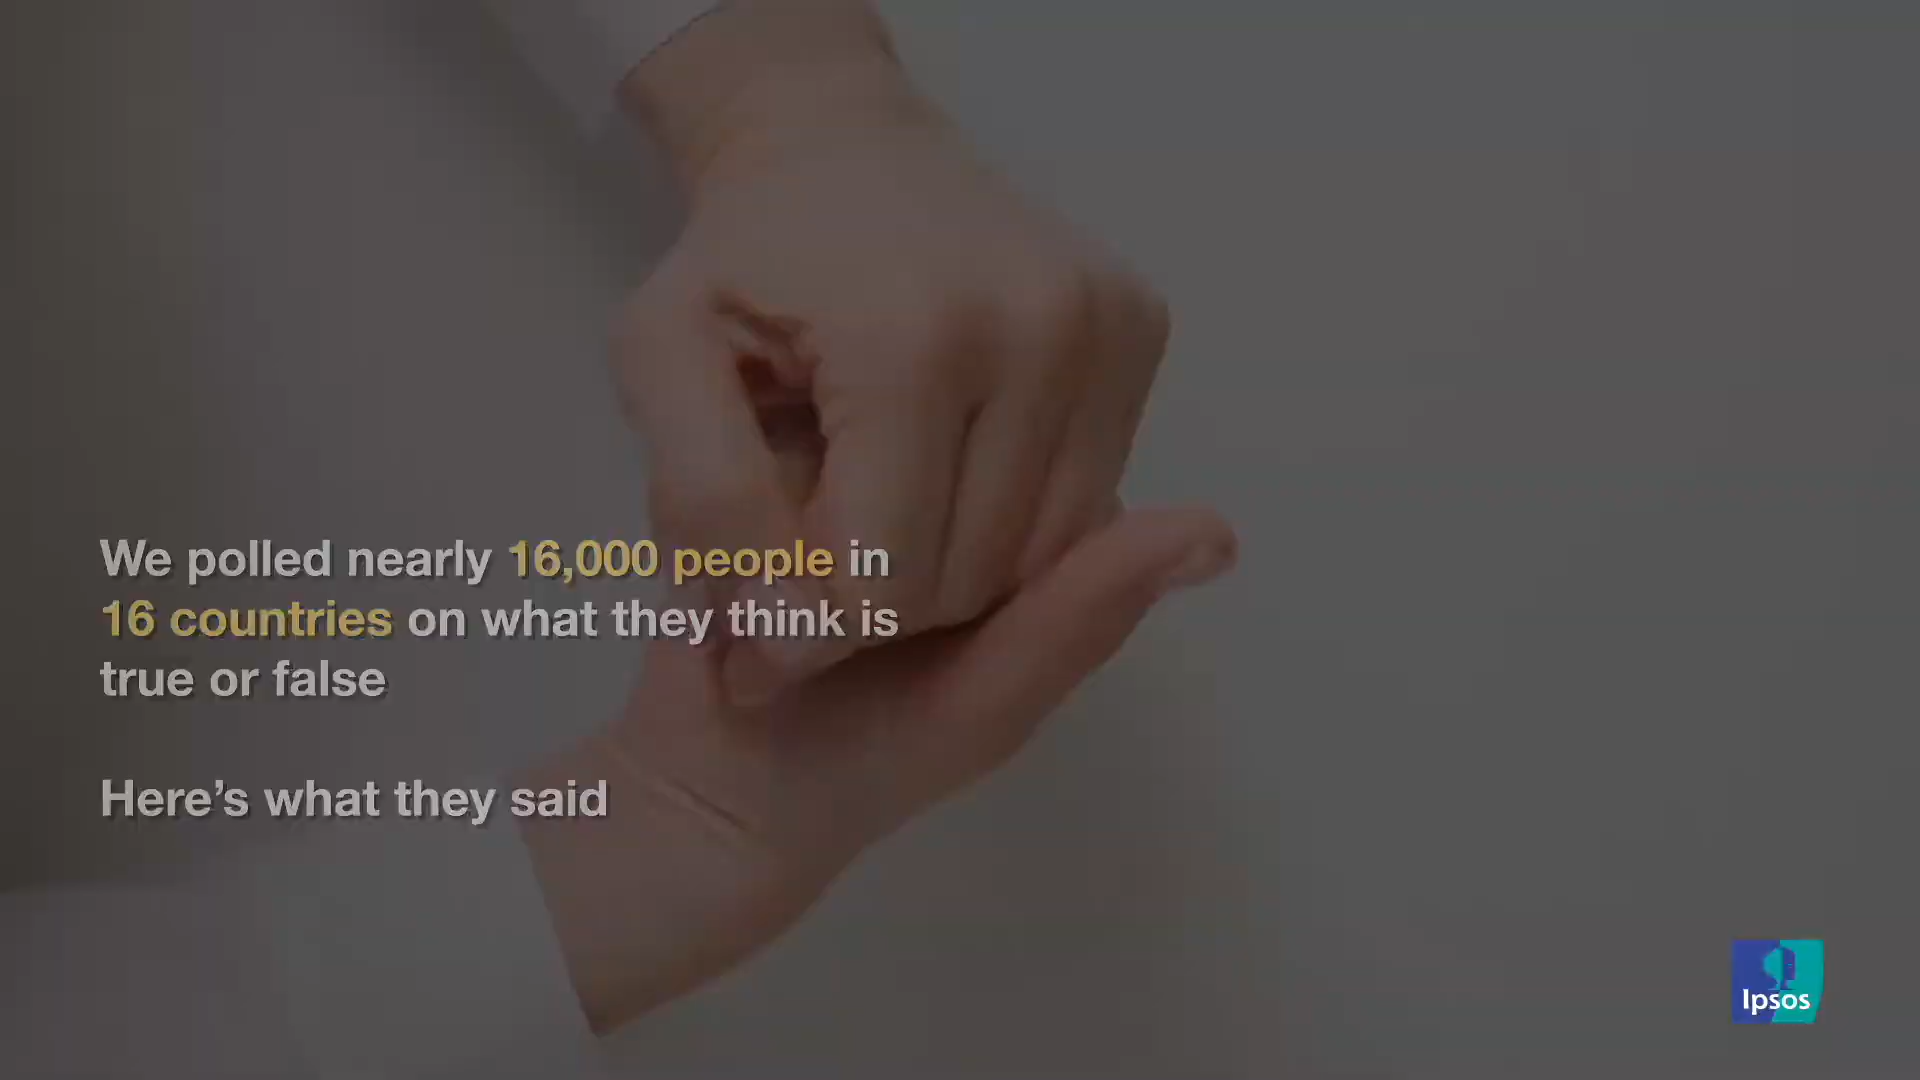 We polled nearly 16,000 people in
16 countries on what they think is
true or false
Here’s what they said
Ipsos